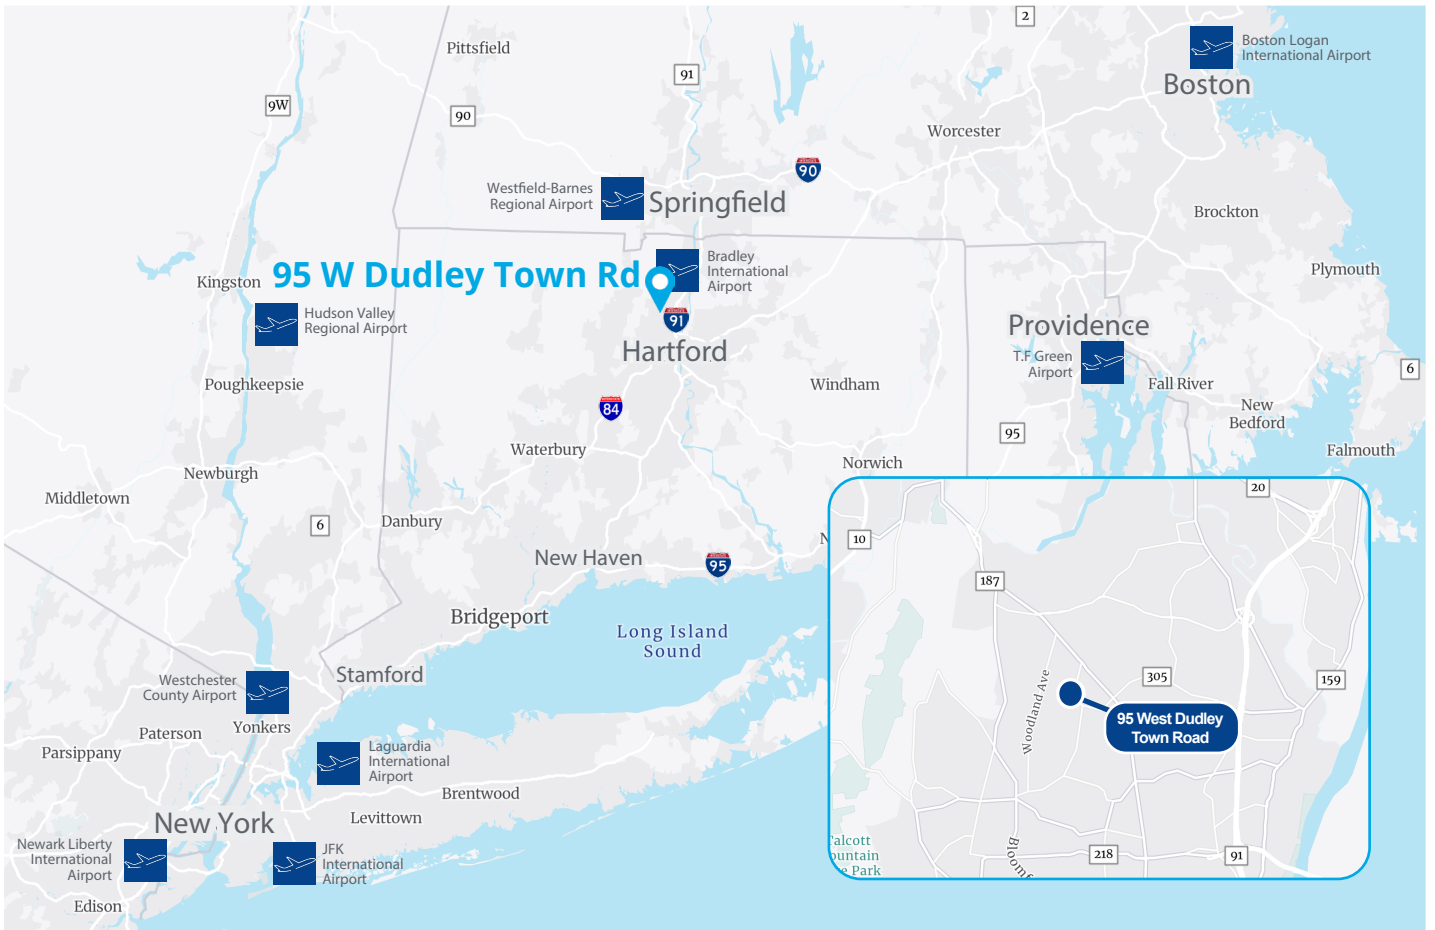 2
Boston Logan
International Airport
Boston
Pittsfield
91
9W
90
Worcester
90
Westfield-Barnes
Regional Airport
Springfield
Brockton
Bradley
International
Airport
95 W Dudley Town Rd
Plymouth
Kingston
Hudson Valley
Regional Airport
91
Providence
Hartford
T.F Green
Airport
6
Poughkeepsie
Windham
Fall River
84
New
Bedford
95
Waterbury
Falmouth
Norwich
Newburgh
Middletown
6
Danbury
New Haven
95
N
Bridgeport
Long Island
Sound
Stamford
Westchester
County Airport
Yonkers
Paterson
Parsippany
Laguardia
International
Airport
Brentwood
Levittown
New York
Newark Liberty
International
Airport
JFK
International
Airport
Edison
20
10
187
305
159
Woodland Ave
95 West Dudley
Town Road
Bloomf
218
91
alcott
ountain
e Park